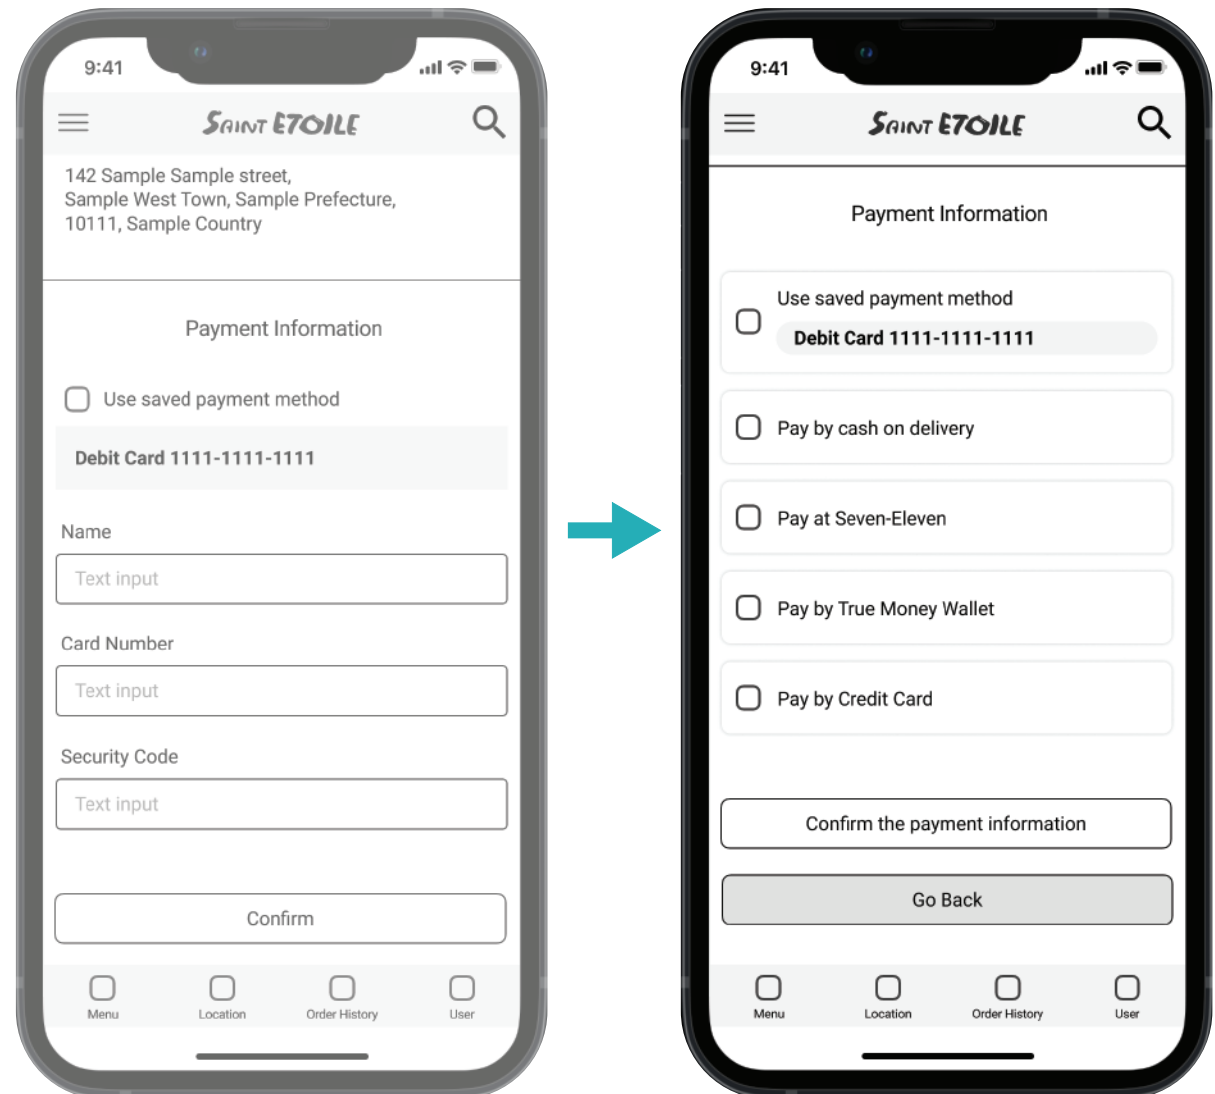 9:41
SAINT ETOILE
142 Sample Sample street,
Sample West Town, Sample Prefecture,
10111, Sample Country
Payment Information
Use saved payment method
Debit Card 1111-1111-1111
Name
Text input
Card Number
Text input
Security Code
Text input
Confirm
Menu
Location
Order History
User
9:41
SAINT ETOILE
Payment Information
Use saved payment method
Debit Card 1111-1111-1111
Pay by cash on delivery
Pay at Seven-Eleven
Pay by True Money Wallet
Pay by Credit Card
Confirm the payment information
Go Back
Menu
Location
Order History
User